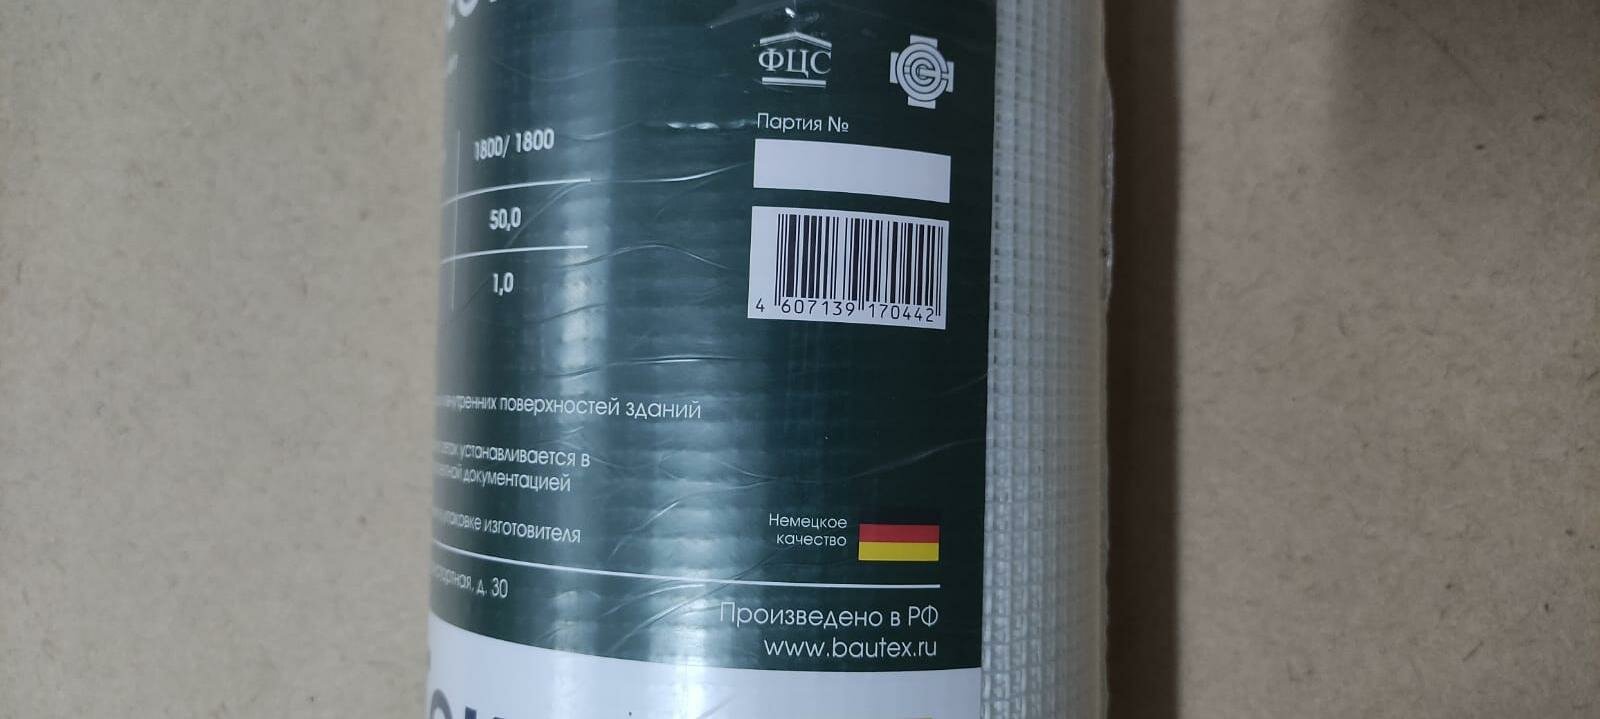 ФЦС
Партия №
1800/ 1800
50,0
1,0
4 607139 170442
внутренних поверхностей зданий
устанавливается в
документацией
упаковке изготовителя
Немецкое
качество
д. 30
Произведено в РФ
www.bautex.ru